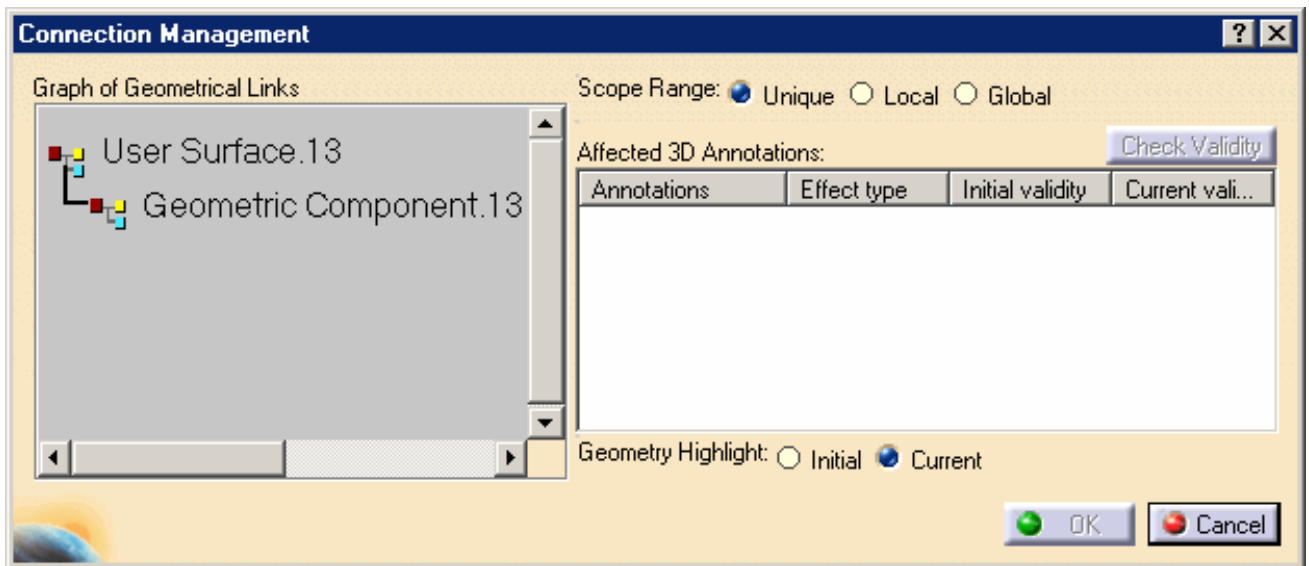 Connection Management
Graph of Geometrical Links
User Surface.13
Geometric Component.13
Scope Range: Unique Local Global
Affected 3D Annotations: Check Validity
Annotations Effect type Initial validity Current vali...
Geometry Highlight: Initial Current
OK Cancel